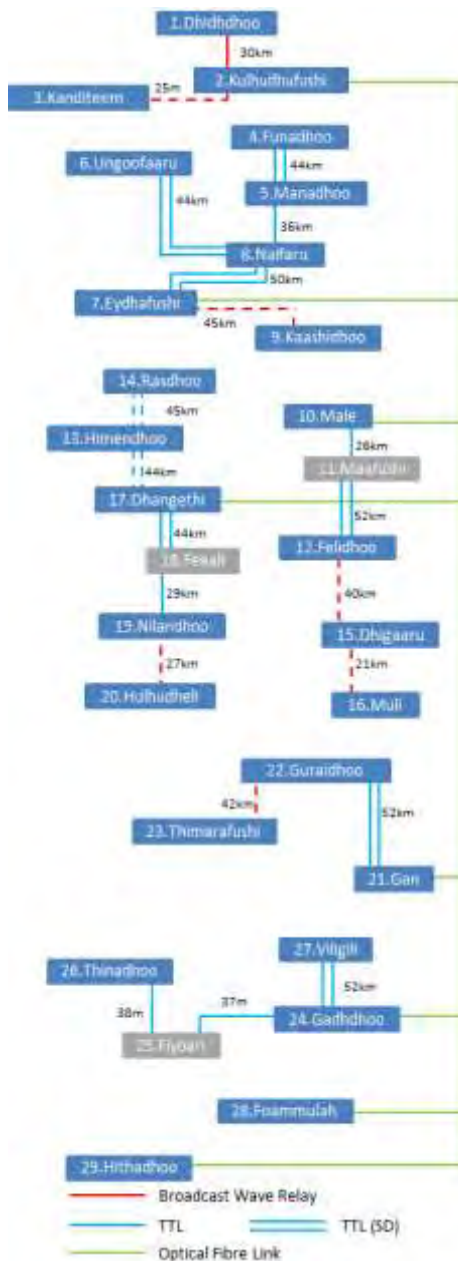 1.Dhidhdhoo
30km
2.Kulhudhufushi
25m
3.Kanditeem
4.Funadhoo
6.Ungoofaaru
44km
44km
5.Manadhoo
36km
8.Naifaru
50km
7.Eydhafushi
45km
9.Kaashidhoo
14.Rasdhoo
45km
10.Male
13.Himendhoo
28km
11.Maafushi
44km
17.Dhangethi
52km
44km
12.Felidhoo
18.Feeali
29km
40km
19.Nilandhoo
15.Dhigaaru
27km
21km
20.Hulhudheli
16.Muli
22.Guraidhoo
42km
52km
23.Thimarafushi
21.Gan
27.Viligili
26.Thinadhoo
52km
37m
38m
24.Gadhdhoo
25.Fiyoari
28.Foammulah
29.Hithadhoo
Broadcast Wave Relay
TTL
TTL (SD)
Optical Fibre Link